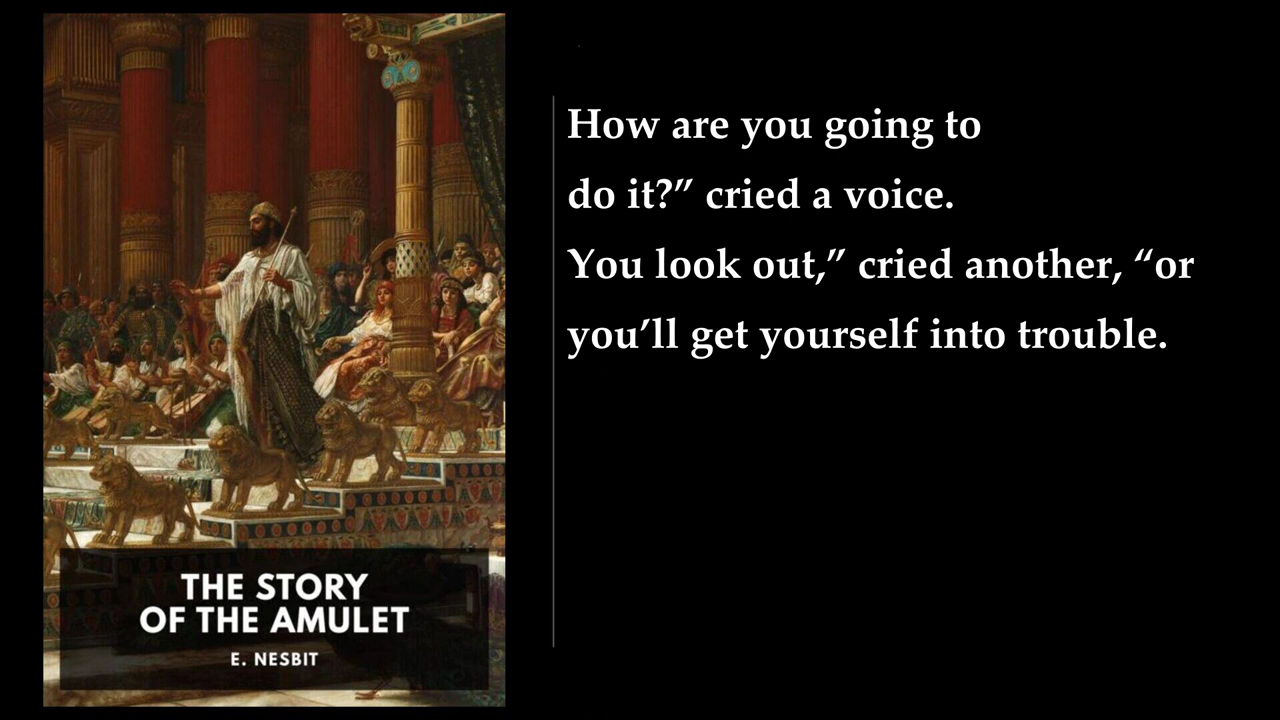 THE STORY
OF THE AMULET
E. NESBIT
How are you going to
do it?” cried a voice.
You look out,” cried another, “or
you’ll get yourself into trouble.